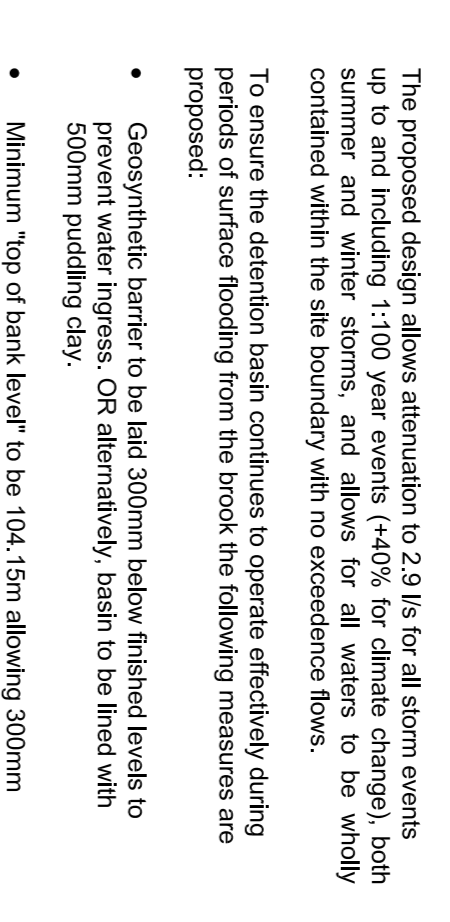 The proposed design allows attenuation to 2.9 l/s for all storm events
up to and including 1:100 year events (+40% for climate change), both
summer and winter storms, and allows for all waters to be wholly
contained within the site boundary with no exceedence flows.
To ensure the detention basin continues to operate effectively during
periods of surface flooding from the brook the following measures are
proposed:
• Geosynthetic barrier to be laid 300mm below finished levels to
prevent water ingress. OR alternatively, basin to be lined with
500mm puddling clay.
• Minimum "top of bank level" to be 104.15m allowing 300mm